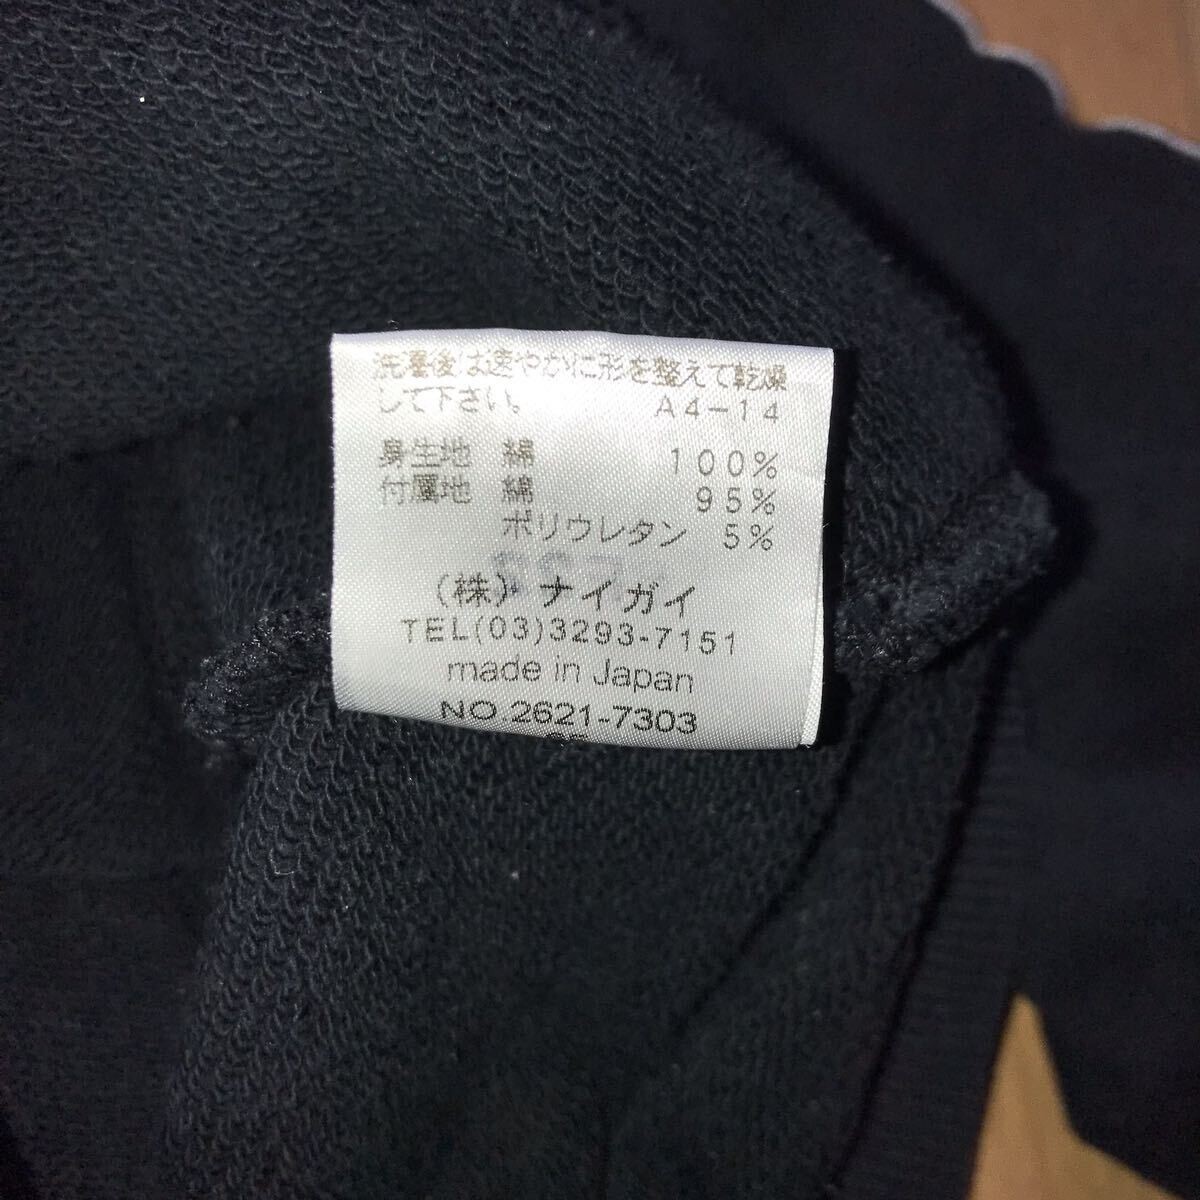 洗濯後は速やかに形を整えて乾燥
して下さい。 A4-14
身生地 綿 100%
付属地 綿 95%
ポリウレタン 5%
(株)ナイガイ
TEL(03)3293-7151
made in Japan
NO.2621-7303